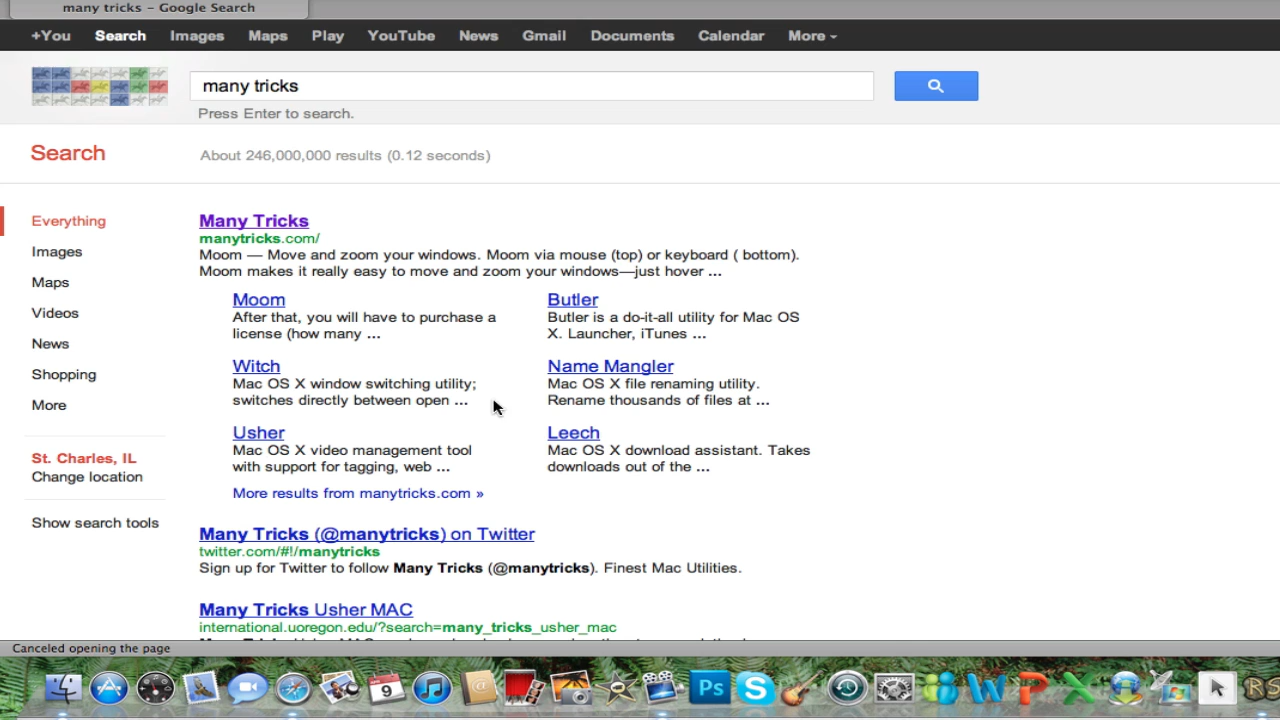 many tricks – Google Search
+You Search Images Maps Play YouTube News Gmail Documents Calendar More
many tricks
Press Enter to search.
Search
About 246,000,000 results (0.12 seconds)
Everything
Images
Maps
Videos
News
Shopping
More
St. Charles, IL
Change location
Show search tools
Many Tricks
manytricks.com/
Moom — Move and zoom your windows. Moom via mouse (top) or keyboard ( bottom).
Moom makes it really easy to move and zoom your windows—just hover ...
Moom
After that, you will have to purchase a
license (how many ...
Butler
Butler is a do-it-all utility for Mac OS
X. Launcher, iTunes ...
Witch
Mac OS X window switching utility;
switches directly between open ...
Name Mangler
Mac OS X file renaming utility.
Rename thousands of files at ...
Usher
Mac OS X video management tool
with support for tagging, web ...
Leech
Mac OS X download assistant. Takes
downloads out of the ...
More results from manytricks.com »
Many Tricks (@manytricks) on Twitter
twitter.com/#!/manytricks
Sign up for Twitter to follow Many Tricks (@manytricks). Finest Mac Utilities.
Many Tricks Usher MAC
international.uoregon.edu/?search=many_tricks_usher_mac
Canceled opening the page
9
Ps
RS